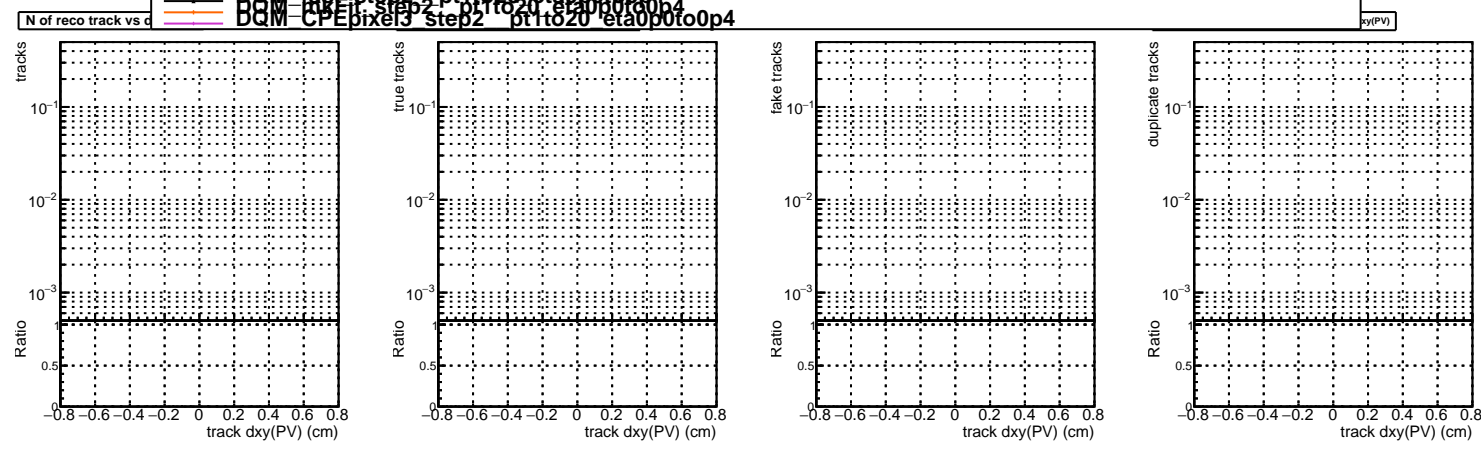 DQM_CPEpixel3_step2__pt1to20_eta0p0to0p4
N of reco track vs d
xy(PV)
tracks
10⁻¹
10⁻²
10⁻³
Ratio
1
0.5
0
−0.8 −0.6 −0.4 −0.2 0 0.2 0.4 0.6 0.8
track dxy(PV) (cm)
true tracks
10⁻¹
10⁻²
10⁻³
Ratio
1
0.5
0
−0.8 −0.6 −0.4 −0.2 0 0.2 0.4 0.6 0.8
track dxy(PV) (cm)
fake tracks
10⁻¹
10⁻²
10⁻³
Ratio
1
0.5
0
−0.8 −0.6 −0.4 −0.2 0 0.2 0.4 0.6 0.8
track dxy(PV) (cm)
duplicate tracks
10⁻¹
10⁻²
10⁻³
Ratio
1
0.5
0
−0.8 −0.6 −0.4 −0.2 0 0.2 0.4 0.6 0.8
track dxy(PV) (cm)